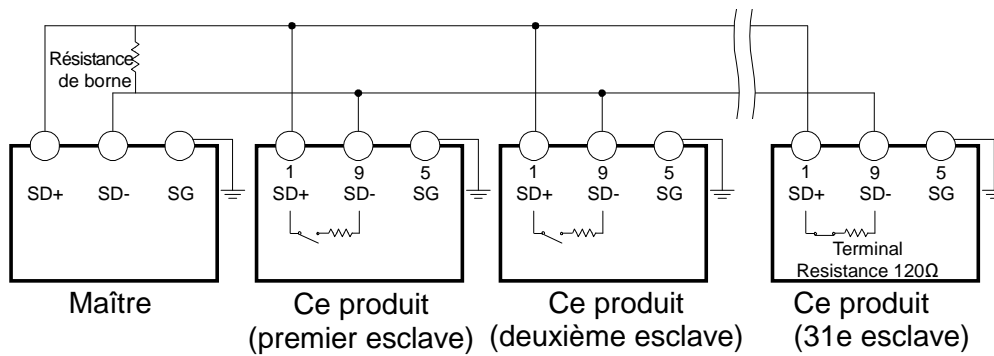 Résistance
de borne
1 9 5 1 9 5 1 9 5
SD+ SD- SG SD+ SD- SG SD+ SD- SG SD+ SD- SG
Terminal
Resistance 120Ω
Maître
Ce produit
(premier esclave)
Ce produit
(deuxième esclave)
Ce produit
(31e esclave)